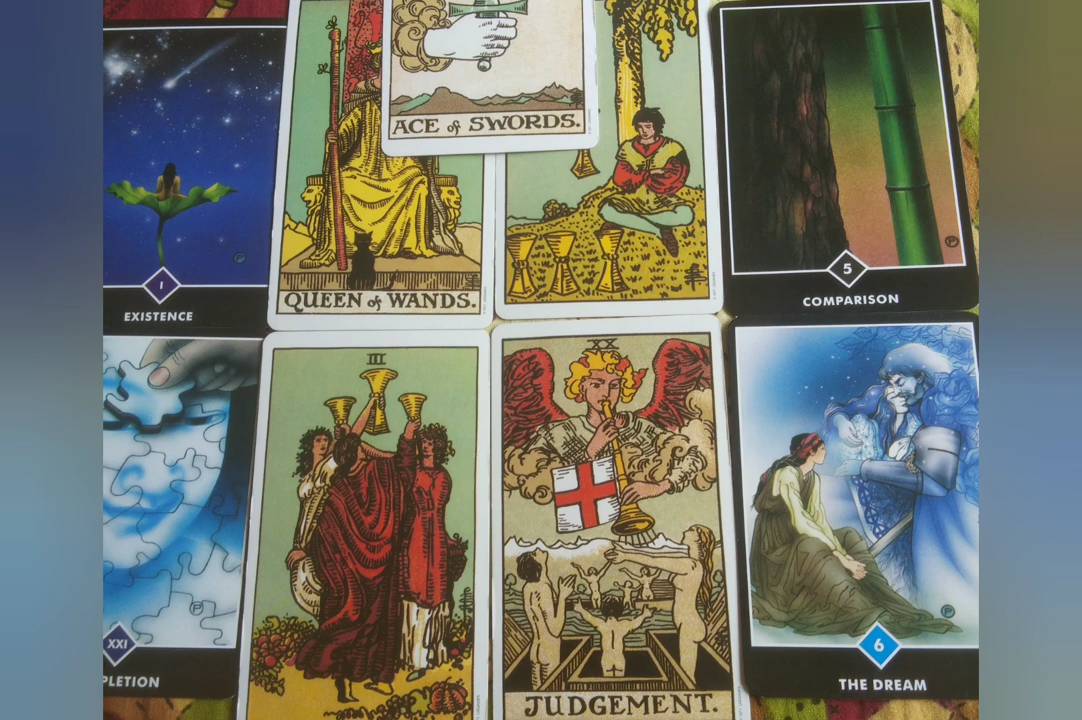 ACE of SWORDS.
I
EXISTENCE
QUEEN of WANDS.
5
COMPARISON
III
XX
XXI
PLETION
JUDGEMENT.
6
THE DREAM